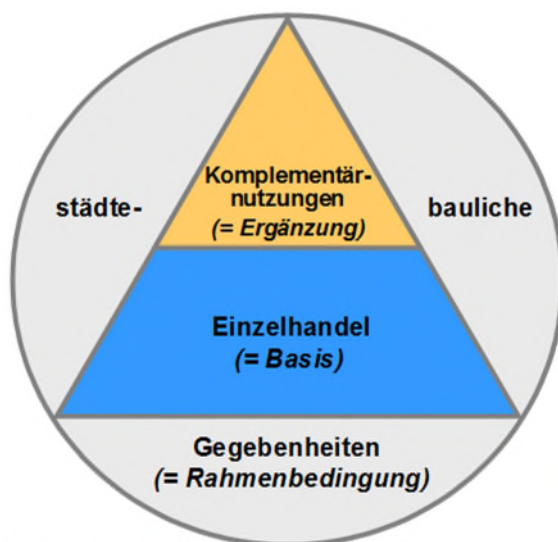 Komplementär-
nutzungen
(= Ergänzung)
städte- bauliche
Einzelhandel
(= Basis)
Gegebenheiten
(= Rahmenbedingung)